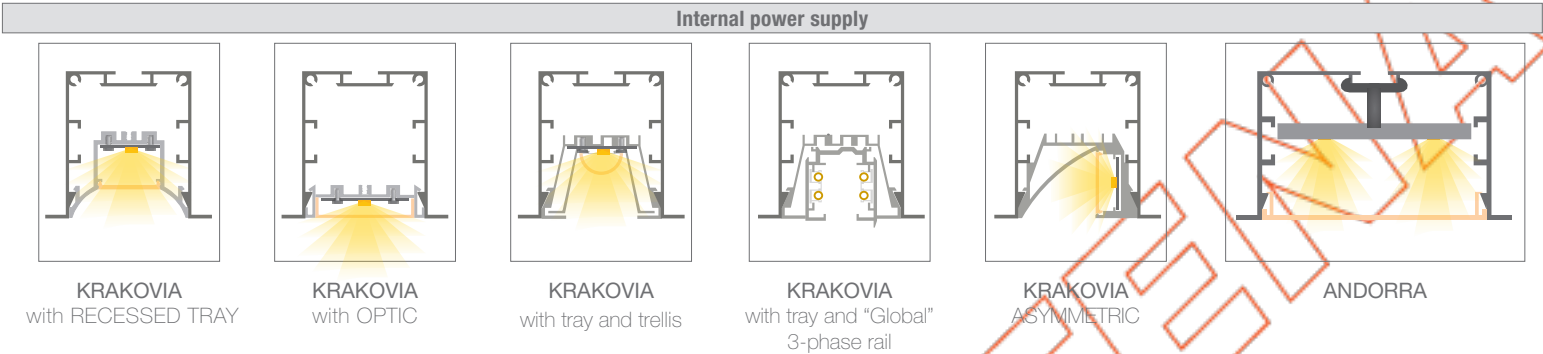 Internal power supply
KRAKOVIA
with RECESSED TRAY
KRAKOVIA
with OPTIC
KRAKOVIA
with tray and trellis
KRAKOVIA
with tray and “Global”
3-phase rail
KRAKOVIA
ASYMMETRIC
ANDORRA